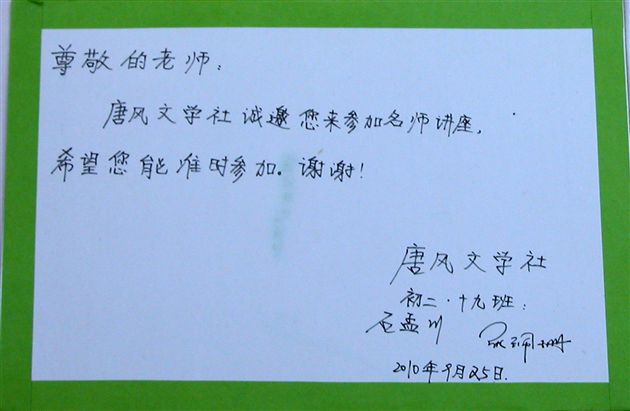 尊敬的老师:
唐风文学社诚邀您来参加名师讲座,
希望您能准时参加。谢谢!
唐风文学社
初二·十九班:
石孟川
2010年9月25日.